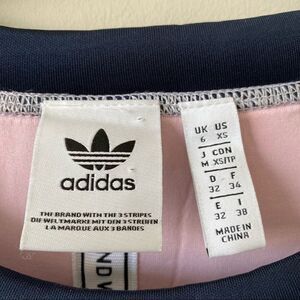 adidas
THE BRAND WITH THE 3 STRIPES
DIE WELTMARKE MIT DEN 3 STREIFEN
LA MARQUE AUX 3 BANDES
UK US
6 XS
J CDN
M XS/TP
D F
32 34
E I
32 38
MADE IN
CHINA